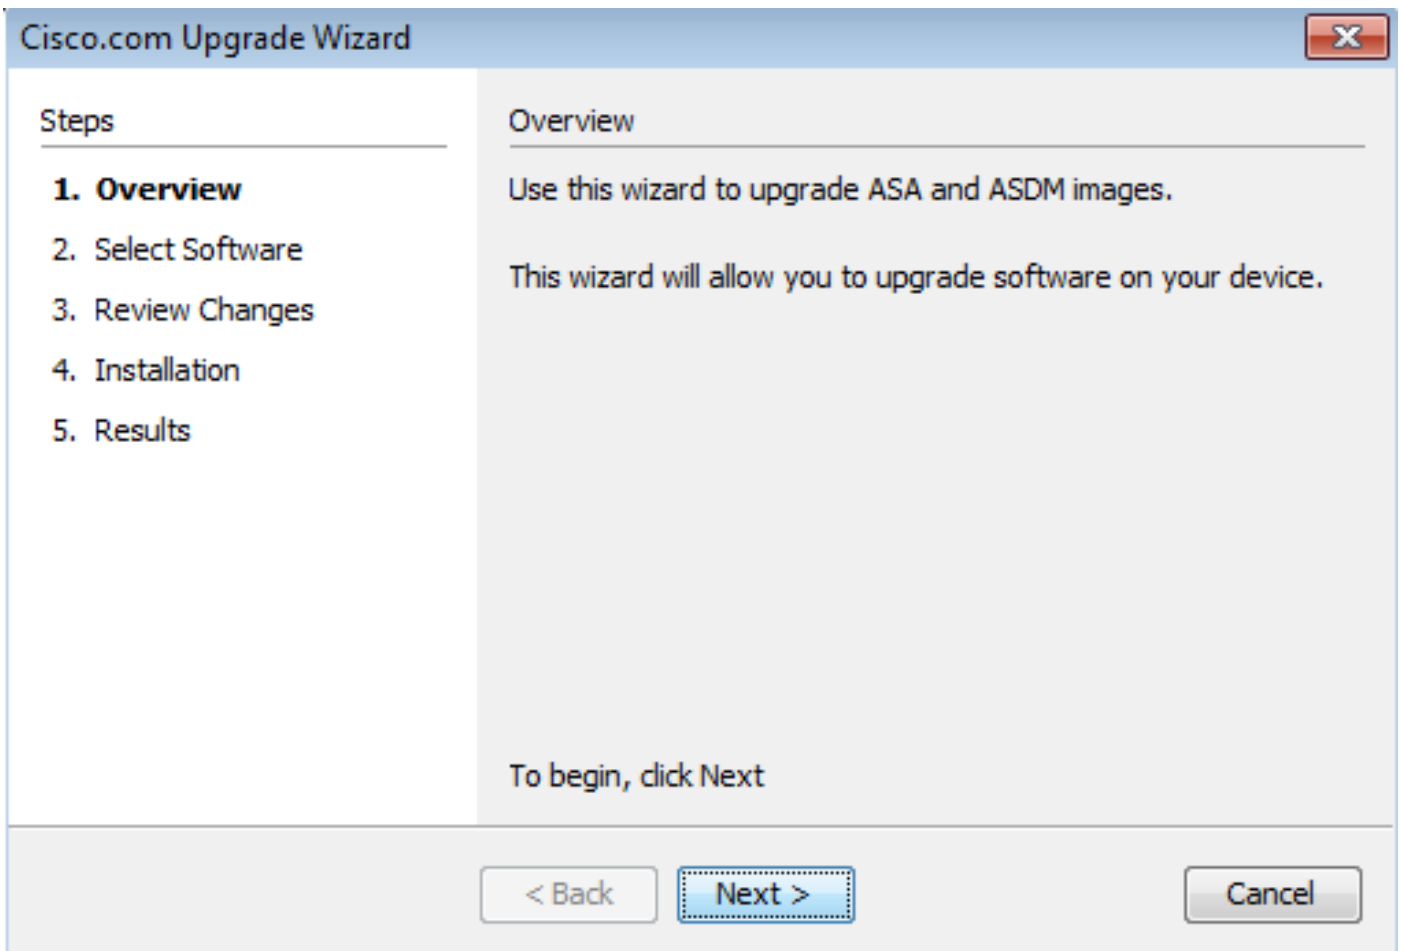 Cisco.com Upgrade Wizard
Steps
1. Overview
2. Select Software
3. Review Changes
4. Installation
5. Results
Overview
Use this wizard to upgrade ASA and ASDM images.
This wizard will allow you to upgrade software on your device.
To begin, click Next
< Back
Next >
Cancel